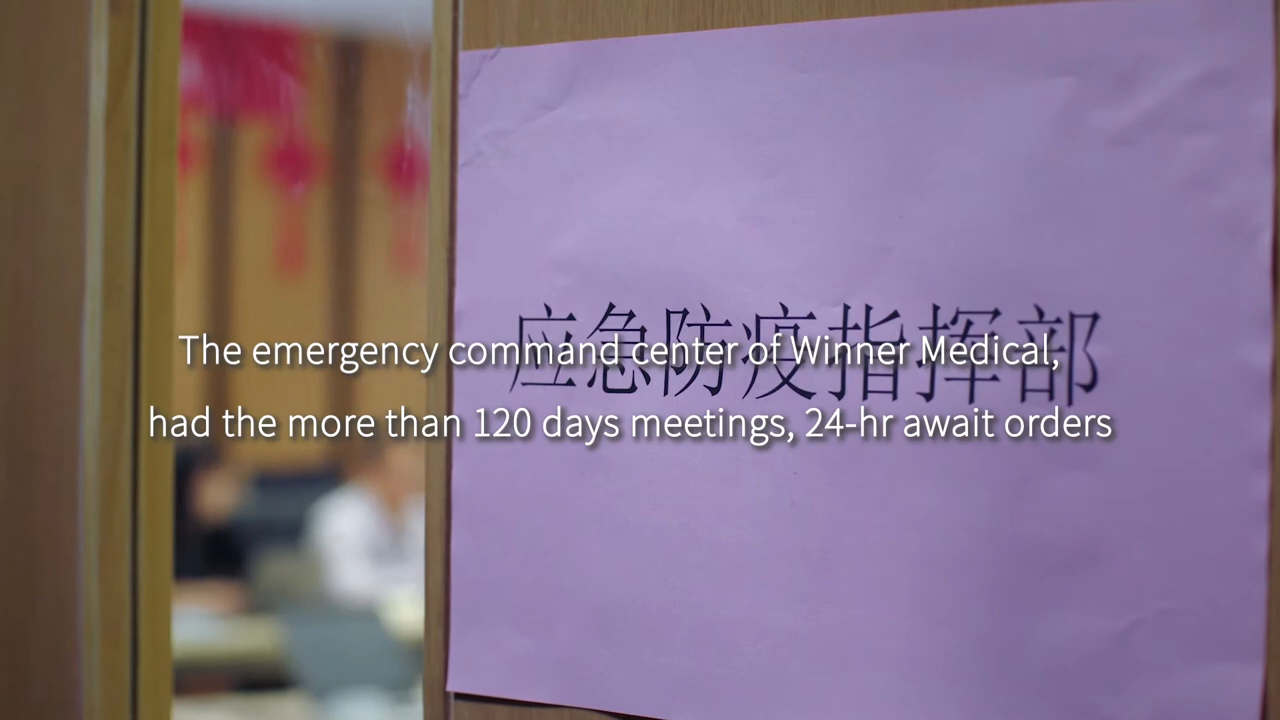 应急防疫指挥部
The emergency command center of Winner Medical,
had the more than 120 days meetings, 24-hr await orders